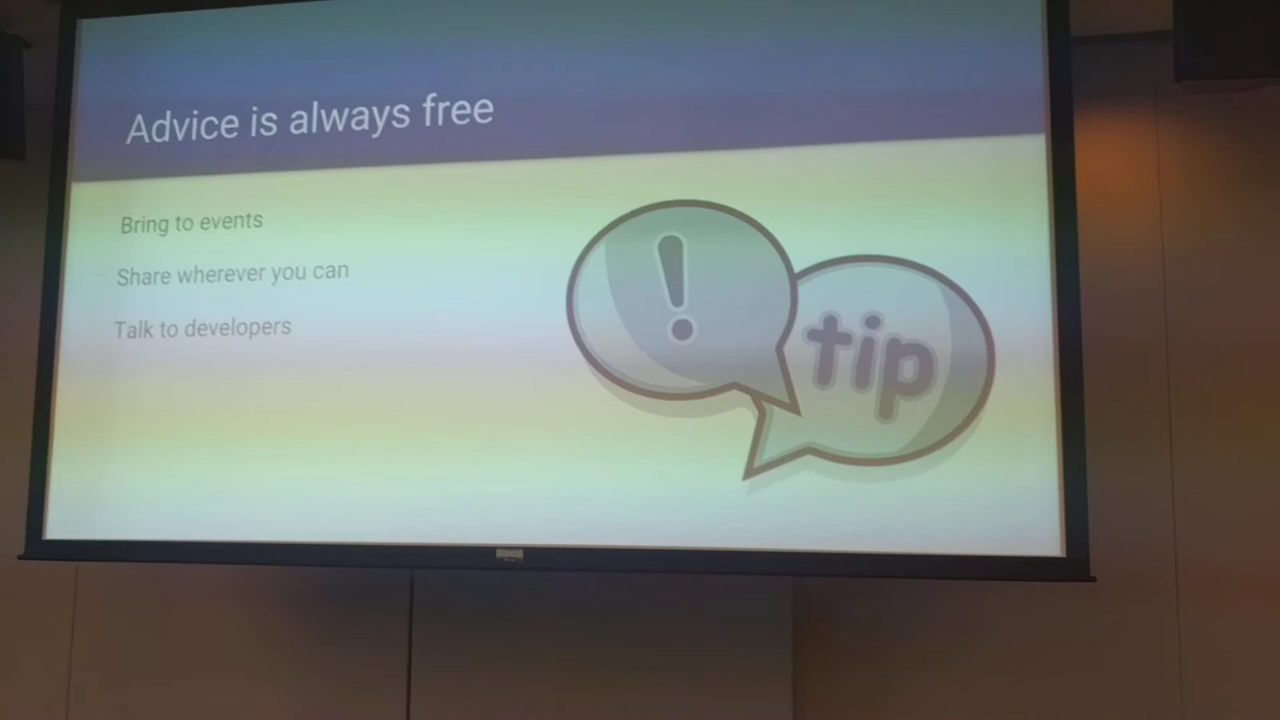 Advice is always free
Bring to events
Share wherever you can
Talk to developers
!
tip